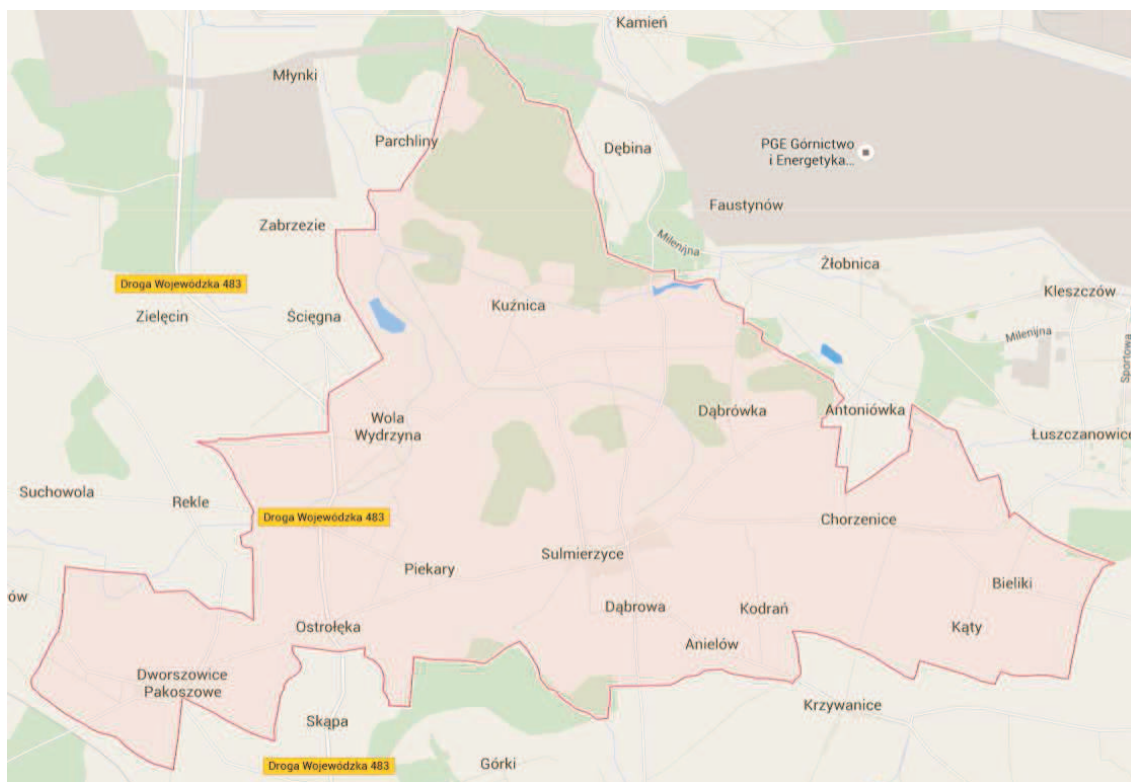 Kamień
Młynki
Parchliny
Dębina
PGE Górnictwo
i Energetyka...
Faustynów
Zabrzezie
Milenijna
Żłobnica
Droga Wojewódzka 483
Kleszczów
Zielęcin
Ścięgna
Kuźnica
Milenijna
Sportowa
Wola
Wydrzyna
Dąbrówka
Antoniówka
Łuszczanowice
Suchowola
Rekle
Droga Wojewódzka 483
Chorzenice
Sulmierzyce
Piekary
Bieliki
ów
Dąbrowa
Kodrań
Ostrołęka
Anielów
Kąty
Dworszowice
Pakoszowe
Skąpa
Krzywanice
Górki
Droga Wojewódzka 483